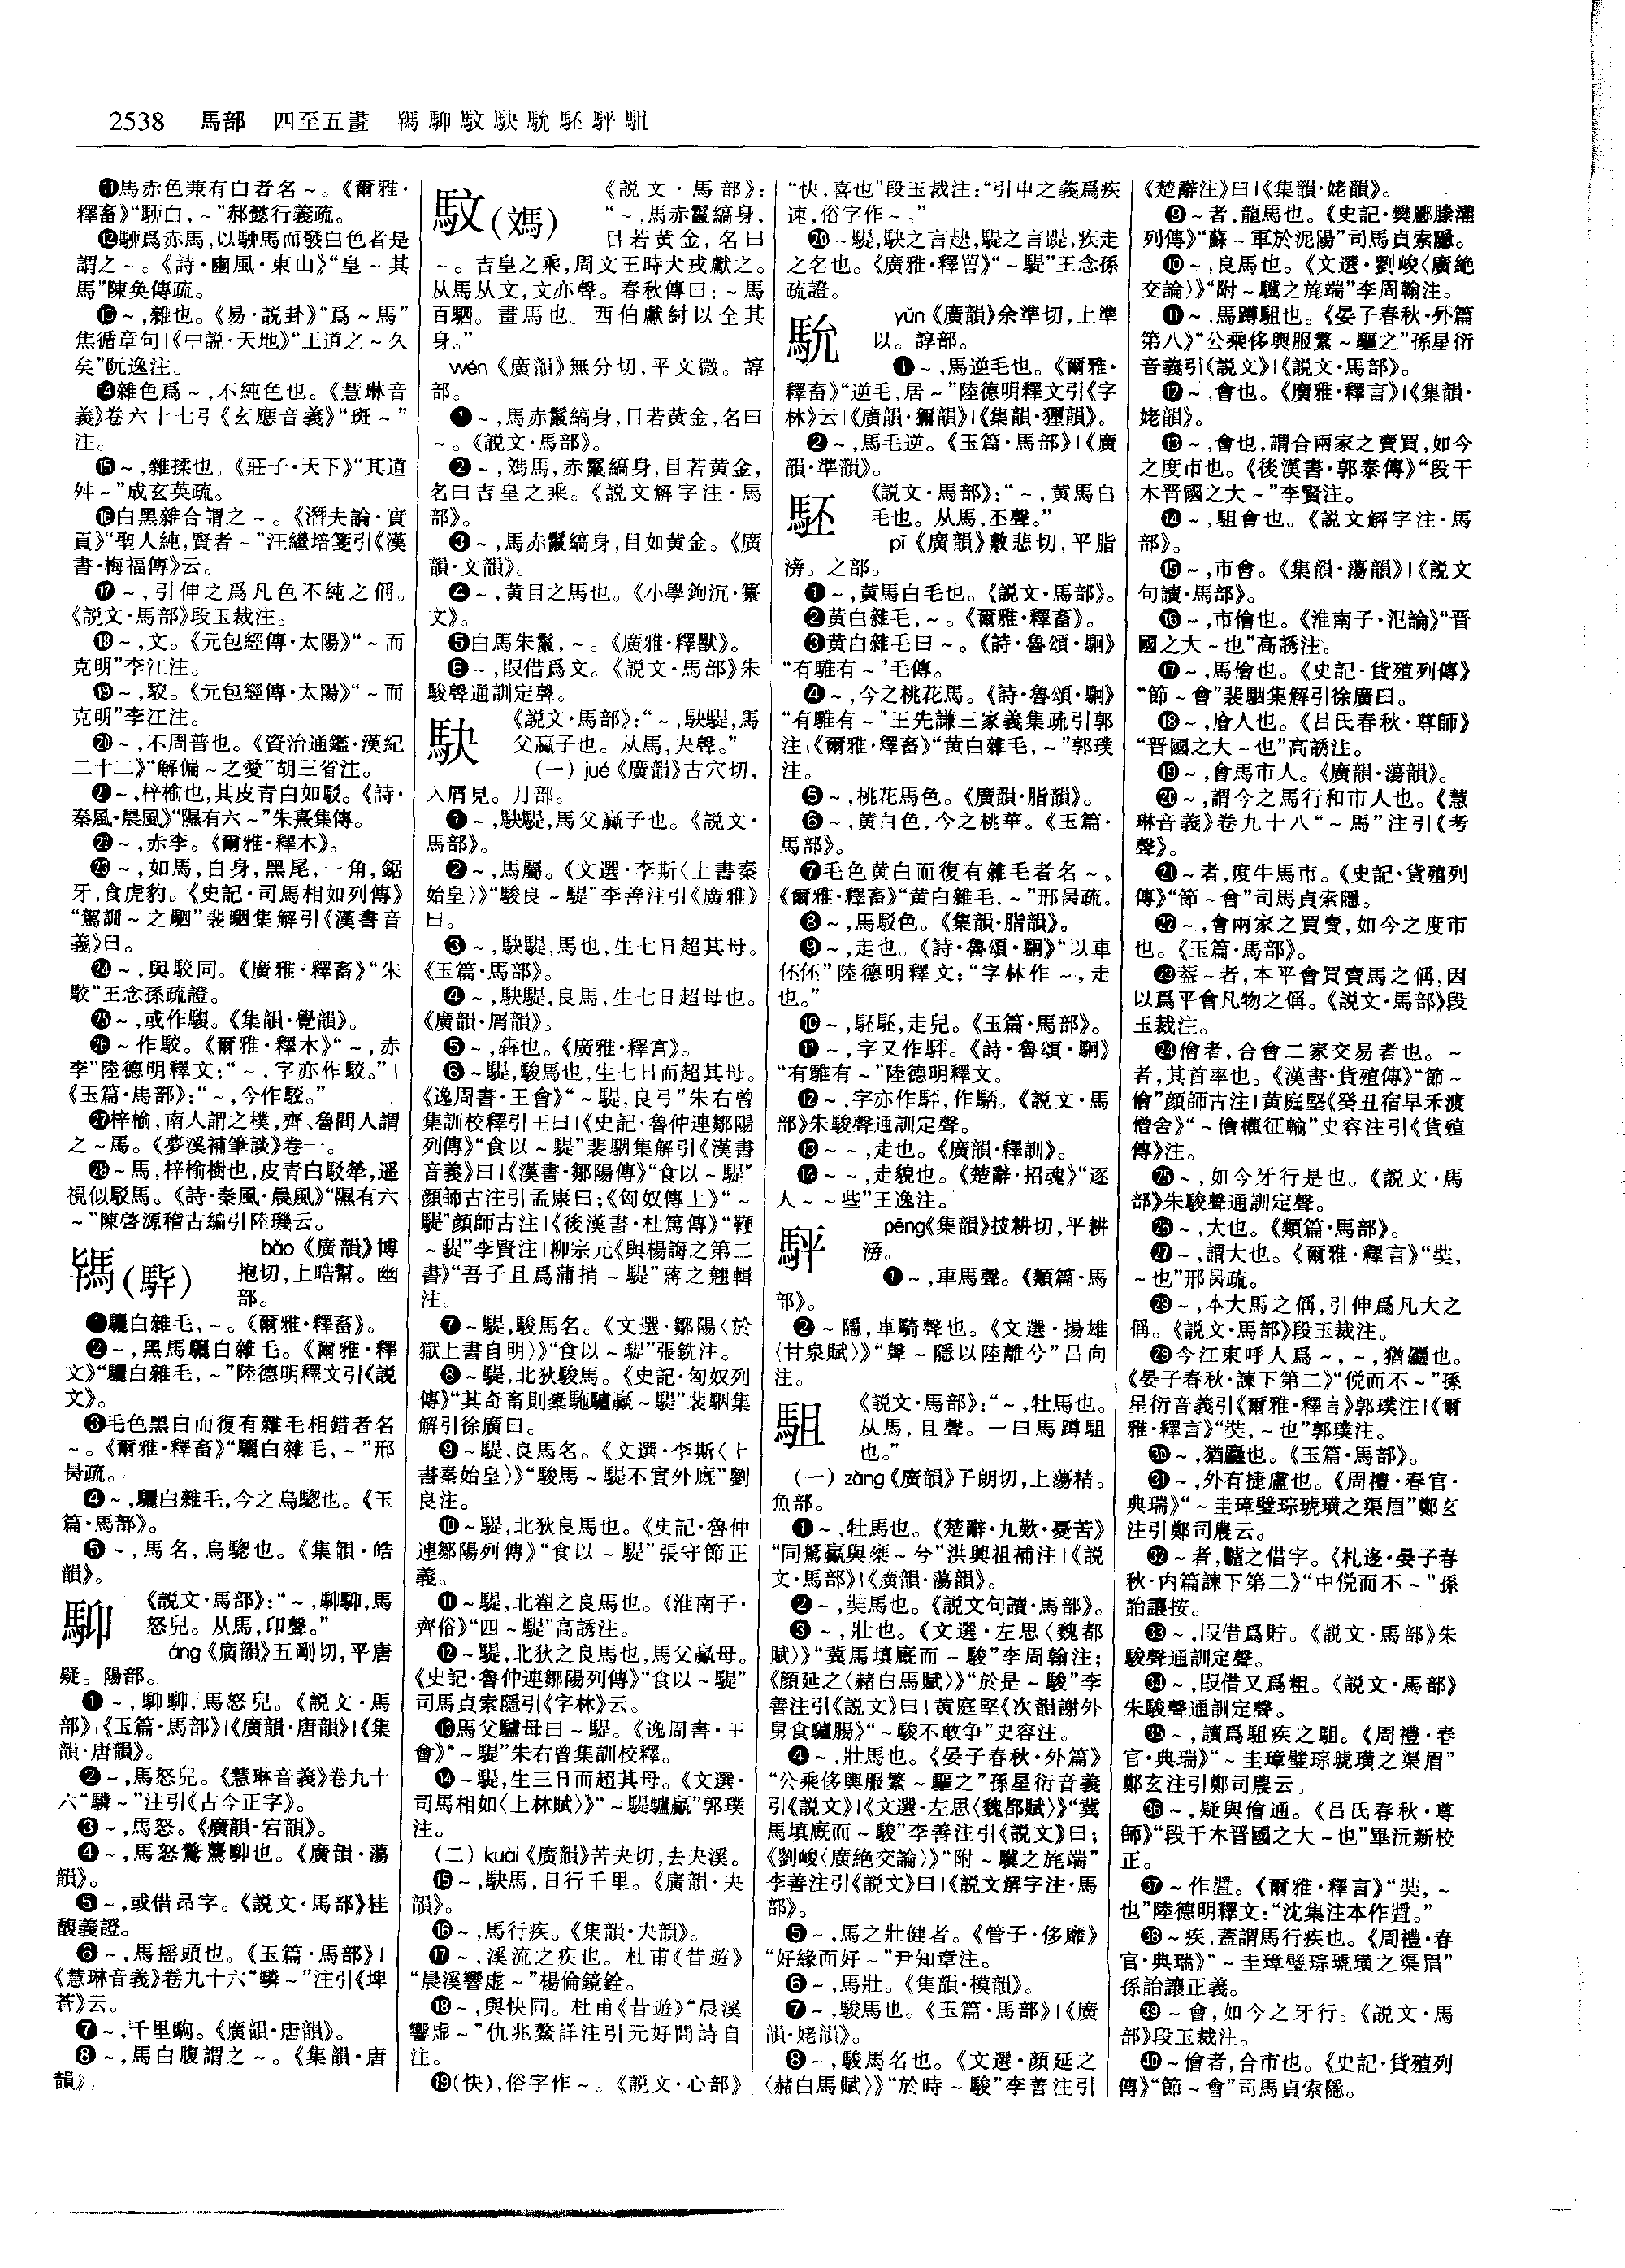 2538 馬部 四至五畫 䮀䭹馼駃馻駓駍駔
⓫馬赤色兼有白者名~。《爾雅·
釋畜》“駵白,~”郝懿行義疏。
⓬駵爲赤馬,以駵馬而發白色者是
謂之~。《詩·豳風·東山》“皇~其
馬”陳奂傳疏。
⓭~,雜也。《易·説卦》“爲~馬”
焦循章句|《中説·天地》“王道之~久
矣”阮逸注。
⓮雜色爲~,不純色也。《慧琳音
義》卷六十七引《玄應音義》“斑~”
注。
⓯~,雜揉也。《莊子·天下》“其道
舛~”成玄英疏。
⓰白黑雜合謂之~。《潛夫論·實
貢》“聖人純,賢者~”汪繼培箋引《漢
書·梅福傳》云。
⓱~,引伸之爲凡色不純之偁。
《説文·馬部》段玉裁注。
⓲~,文。《元包經傳·太陽》“~而
克明”李江注。
⓳~,駮。《元包經傳·太陽》“~而
克明”李江注。
⓴~,不周普也。《資治通鑑·漢紀
二十二》“解偏~之愛”胡三省注。
㉑~,梓榆也,其皮青白如駁。《詩·
秦風·晨風》“隰有六~”朱熹集傳。
㉒~,赤李。《爾雅·釋木》。
㉓~,如馬,白身,黑尾,一角,鋸
牙,食虎豹。《史記·司馬相如列傳》
“駕馴~之駟”裴駰集解引《漢書音
義》曰。
㉔~,與駮同。《廣雅·釋畜》“朱
駮”王念孫疏證。
㉕~,或作䮑。《集韻·覺韻》。
㉖~作駮。《爾雅·釋木》“~,赤
李”陸德明釋文:“~,字亦作駮。”|
《玉篇·馬部》:“~,今作駮。”
㉗梓榆,南人謂之樸,齊、魯間人謂
之~馬。《夢溪補筆談》卷一。
㉘~馬,梓榆樹也,皮青白駁犖,遥
視似駁馬。《詩·秦風·晨風》“隰有六
~”陳啓源稽古編引陸璣云。
䮀(駂) bǎo《廣韻》博
抱切,上晧幫。幽
部。
❶驪白雜毛,~。《爾雅·釋畜》。
❷~,黑馬驪白雜毛。《爾雅·釋
文》“驪白雜毛,~”陸德明釋文引《説
文》。
❸毛色黑白而復有雜毛相錯者名
~。《爾雅·釋畜》“驪白雜毛,~”邢
昺疏。
❹~,驪白雜毛,今之烏驄也。《玉
篇·馬部》。
❺~,馬名,烏驄也。《集韻·晧
韻》。
䭹 《説文·馬部》:“~,䭹䭹,馬
怒皃。从馬,卬聲。”
áng《廣韻》五剛切,平唐
疑。陽部。
❶~,䭹䭹,馬怒皃。《説文·馬
部》|《玉篇·馬部》|《廣韻·唐韻》|《集
韻·唐韻》。
❷~,馬怒皃。《慧琳音義》卷九十
六“驎~”注引《古今正字》。
❸~,馬怒。《廣韻·宕韻》。
❹~,馬怒䭹也。《廣韻·蕩
韻》。
❺~,或借昂字。《説文·馬部》桂
馥義證。
❻~,馬摇頭也。《玉篇·馬部》|
《慧琳音義》卷九十六“驎~”注引《埤
蒼》云。
❼~,千里駒。《廣韻·唐韻》。
❽~,馬白腹謂之~。《集韻·唐
韻》。
馼(䳸) 《説文·馬部》:
“~,馬赤鬣縞身,
目若黄金,名曰
~。吉皇之乘,周文王時犬戎獻之。
从馬从文,文亦聲。春秋傳曰:~馬
百駟。畫馬也。西伯獻紂以全其
身。”
wén《廣韻》無分切,平文微。諄
部。
❶~,馬赤鬣縞身,目若黄金,名曰
~。《説文·馬部》。
❷~,馬,赤鬣縞身,目若黄金,
名曰吉皇之乘。《説文解字注·馬
部》。
❸~,馬赤鬣縞身,目如黄金。《廣
韻·文韻》。
❹~,黄目之馬也。《小學鉤沉·纂
文》。
❺白馬朱鬣,~。《廣雅·釋獸》。
❻~,叚借爲文。《説文·馬部》朱
駿聲通訓定聲。
駃 《説文·馬部》:“~,駃騠,馬
父驘子也。从馬,夬聲。”
(一) jué《廣韻》古穴切,
入屑見。月部。
❶~,駃騠,馬父驘子也。《説文·
馬部》。
❷~,馬屬。《文選·李斯〈上書秦
始皇〉》“駿良~騠”李善注引《廣雅》
曰。
❸~,駃騠,馬也,生七日超其母。
《玉篇·馬部》。
❹~,駃騠,良馬,生七日超母也。
《廣韻·屑韻》。
❺~,犇也。《廣雅·釋言》。
❻~騠,駿馬也,生七日而超其母。
《逸周書·王會》“~騠,良弓”朱右曾
集訓校釋引王曰|《史記·魯仲連鄒陽
列傳》“食以~騠”裴駰集解引《漢書
音義》曰|《漢書·鄒陽傳》“食以~騠”
顔師古注引孟康曰;《匈奴傳上》“~
騠”顔師古注|《後漢書·杜篤傳》“鞭
~騠”李賢注|柳宗元《與楊誨之第二
書》“吾子且爲蒲捎~騠”蔣之翹輯
注。
❼~騠,駿馬名。《文選·鄒陽〈於
獄上書自明〉》“食以~騠”張銑注。
❽~騠,北狄駿馬。《史記·匈奴列
傳》“其奇畜則橐駞驢驘~騠”裴駰集
解引徐廣曰。
❾~騠,良馬名。《文選·李斯〈上
書秦始皇〉》“駿馬~騠不實外廐”劉
良注。
❿~騠,北狄良馬也。《史記·魯仲
連鄒陽列傳》“食以~騠”張守節正
義。
⓫~騠,北翟之良馬也。《淮南子·
齊俗》“四~騠”高誘注。
⓬~騠,北狄之良馬也,馬父驘母。
《史記·魯仲連鄒陽列傳》“食以~騠”
司馬貞索隱引《字林》云。
⓭馬父驢母曰~騠。《逸周書·王
會》“~騠”朱右曾集訓校釋。
⓮~騠,生三日而超其母。《文選·
司馬相如〈上林賦〉》“~騠驢驘”郭璞
注。
(二) kuài《廣韻》苦夬切,去夬溪。
⓯~,駃馬,日行千里。《廣韻·夬
韻》。
⓰~,馬行疾。《集韻·夬韻》。
⓱~,溪流之疾也。杜甫《昔遊》
“晨溪響虚~”楊倫鏡銓。
⓲~,與快同。杜甫《昔遊》“晨溪
響虚~”仇兆鰲詳注引元好問詩自
注。
⓳(快),俗字作~。《説文·心部》
“快,喜也”段玉裁注:“引申之義爲疾
速,俗字作~。”
⓴~騠,駃之言趹,騠之言踶,疾走
之名也。《廣雅·釋嘼》“~騠”王念孫
疏證。
馻 yǔn《廣韻》余準切,上準
以。諄部。
❶~,馬逆毛也。《爾雅·
釋畜》“逆毛,居~”陸德明釋文引《字
林》云|《廣韻·獮韻》|《集韻·獮韻》。
❷~,馬毛逆。《玉篇·馬部》|《廣
韻·準韻》。
駓 《説文·馬部》:“~,黄馬白
毛也。从馬,丕聲。”
pī《廣韻》敷悲切,平脂
滂。之部。
❶~,黄馬白毛也。《説文·馬部》。
❷黄白雜毛,~。《爾雅·釋畜》。
❸黄白雜毛曰~。《詩·魯頌·駉》
“有騅有~”毛傳。
❹~,今之桃花馬。《詩·魯頌·駉》
“有騅有~”王先謙三家義集疏引郭
注|《爾雅·釋畜》“黄白雜毛,~”郭璞
注。
❺~,桃花馬色。《廣韻·脂韻》。
❻~,黄白色,今之桃華。《玉篇·
馬部》。
❼毛色黄白而復有雜毛者名~。
《爾雅·釋畜》“黄白雜毛,~”邢昺疏。
❽~,馬駁色。《集韻·脂韻》。
❾~,走也。《詩·魯頌·駉》“以車
伾伾”陸德明釋文:“字林作~,走
也。”
❿~,駓駓,走皃。《玉篇·馬部》。
⓫~,字又作駍。《詩·魯頌·駉》
“有騅有~”陸德明釋文。
⓬~,字亦作駍,作。《説文·馬
部》朱駿聲通訓定聲。
⓭~~,走也。《廣韻·釋訓》。
⓮~~,走貌也。《楚辭·招魂》“逐
人~~些”王逸注。
駍 pēng《集韻》披耕切,平耕
滂。
❶~,車馬聲。《類篇·馬
部》。
❷~隱,車騎聲也。《文選·揚雄
〈甘泉賦〉》“聲~隱以陸離兮”吕向
注。
駔 《説文·馬部》:“~,牡馬也。
从馬,且聲。一曰馬蹲駔
也。”
(一) zǎng《廣韻》子朗切,上蕩精。
魚部。
❶~,牡馬也。《楚辭·九歎·憂苦》
“同駑驘與桀~兮”洪興祖補注|《説
文·馬部》|《廣韻·蕩韻》。
❷~,奘馬也。《説文句讀·馬部》。
❸~,壯也。《文選·左思〈魏都
賦〉》“冀馬填廐而~駿”李周翰注;
《顔延之〈赭白馬賦〉》“於是~駿”李
善注引《説文》曰|黄庭堅《次韻謝外
舅食驢腸》“~駿不敢争”史容注。
❹~,壯馬也。《晏子春秋·外篇》
“公乘侈輿服繁~驅之”孫星衍音義
引《説文》|《文選·左思〈魏都賦〉》“冀
馬填廐而~駿”李善注引《説文》曰;
《劉峻〈廣絶交論〉》“附~驥之旄端”
李善注引《説文》曰|《説文解字注·馬
部》。
❺~,馬之壯健者。《管子·侈靡》
“好緣而好~”尹知章注。
❻~,馬壯。《集韻·模韻》。
❼~,駿馬也。《玉篇·馬部》|《廣
韻·姥韻》。
❽~,駿馬名也。《文選·顔延之
〈赭白馬賦〉》“於時~駿”李善注引
《楚辭注》曰|《集韻·姥韻》。
❾~者,龍馬也。《史記·樊酈滕灌
列傳》“蘇~軍於泥陽”司馬貞索隱。
❿~,良馬也。《文選·劉峻〈廣絶
交論〉》“附~驥之旄端”李周翰注。
⓫~,馬蹲駔也。《晏子春秋·外篇
第八》“公乘侈輿服繁~驅之”孫星衍
音義引《説文》|《説文·馬部》。
⓬~,會也。《廣雅·釋言》|《集韻·
姥韻》。
⓭~,會也,謂合兩家之賣買,如今
之度市也。《後漢書·郭泰傳》“段干
木晉國之大~”李賢注。
⓮~,駔會也。《説文解字注·馬
部》。
⓯~,市會。《集韻·蕩韻》|《説文
句讀·馬部》。
⓰~,市儈也。《淮南子·氾論》“晉
國之大~也”高誘注。
⓱~,馬儈也。《史記·貨殖列傳》
“節~會”裴駰集解引徐廣曰。
⓲~,厝人也。《吕氏春秋·尊師》
“晉國之大~也”高誘注。
⓳~,會馬市人。《廣韻·蕩韻》。
⓴~,謂今之馬行和市人也。《慧
琳音義》卷九十八“~馬”注引《考
聲》。
㉑~者,度牛馬市。《史記·貨殖列
傳》“節~會”司馬貞索隱。
㉒~,會兩家之買賣,如今之度市
也。《玉篇·馬部》。
㉓葢~者,本平會買賣馬之偁,因
以爲平會凡物之偁。《説文·馬部》段
玉裁注。
㉔儈者,合會二家交易者也。~
者,其首率也。《漢書·貨殖傳》“節~
儈”顔師古注|黄庭堅《癸丑宿早禾渡
僧舍》“~儈權征輸”史容注引《貨殖
傳》注。
㉕~,如今牙行是也。《説文·馬
部》朱駿聲通訓定聲。
㉖~,大也。《類篇·馬部》。
㉗~,謂大也。《爾雅·釋言》“奘,
~也”邢昺疏。
㉘~,本大馬之偁,引伸爲凡大之
偁。《説文·馬部》段玉裁注。
㉙今江東呼大爲~,~,猶麤也。
《晏子春秋·諫下第二》“倪而不~”孫
星衍音義引《爾雅·釋言》郭璞注|《爾
雅·釋言》“奘,~也”郭璞注。
㉚~,猶麤也。《玉篇·馬部》。
㉛~,外有捷盧也。《周禮·春官·
典瑞》“~圭璋璧琮琥璜之渠眉”鄭玄
注引鄭司農云。
㉜~者,䰞之借字。《札迻·晏子春
秋·内篇諫下第二》“中倪而不~”孫
詒讓按。
㉝~,叚借爲貯。《説文·馬部》朱
駿聲通訓定聲。
㉞~,叚借又爲粗。《説文·馬部》
朱駿聲通訓定聲。
㉟~,讀爲駔疾之駔。《周禮·春
官·典瑞》“~圭璋璧琮琥璜之渠眉”
鄭玄注引鄭司農云。
㊱~,疑與儈通。《吕氏春秋·尊
師》“段干木晉國之大~也”畢沅新校
正。
㊲~作。《爾雅·釋言》“奘,~
也”陸德明釋文:“沈集注本作。”
㊳~疾,蓋謂馬行疾也。《周禮·春
官·典瑞》“~圭璋璧琮琥璜之渠眉”
孫詒讓正義。
㊴~會,如今之牙行。《説文·馬
部》段玉裁注。
㊵~儈者,合市也。《史記·貨殖列
傳》“節~會”司馬貞索隱。